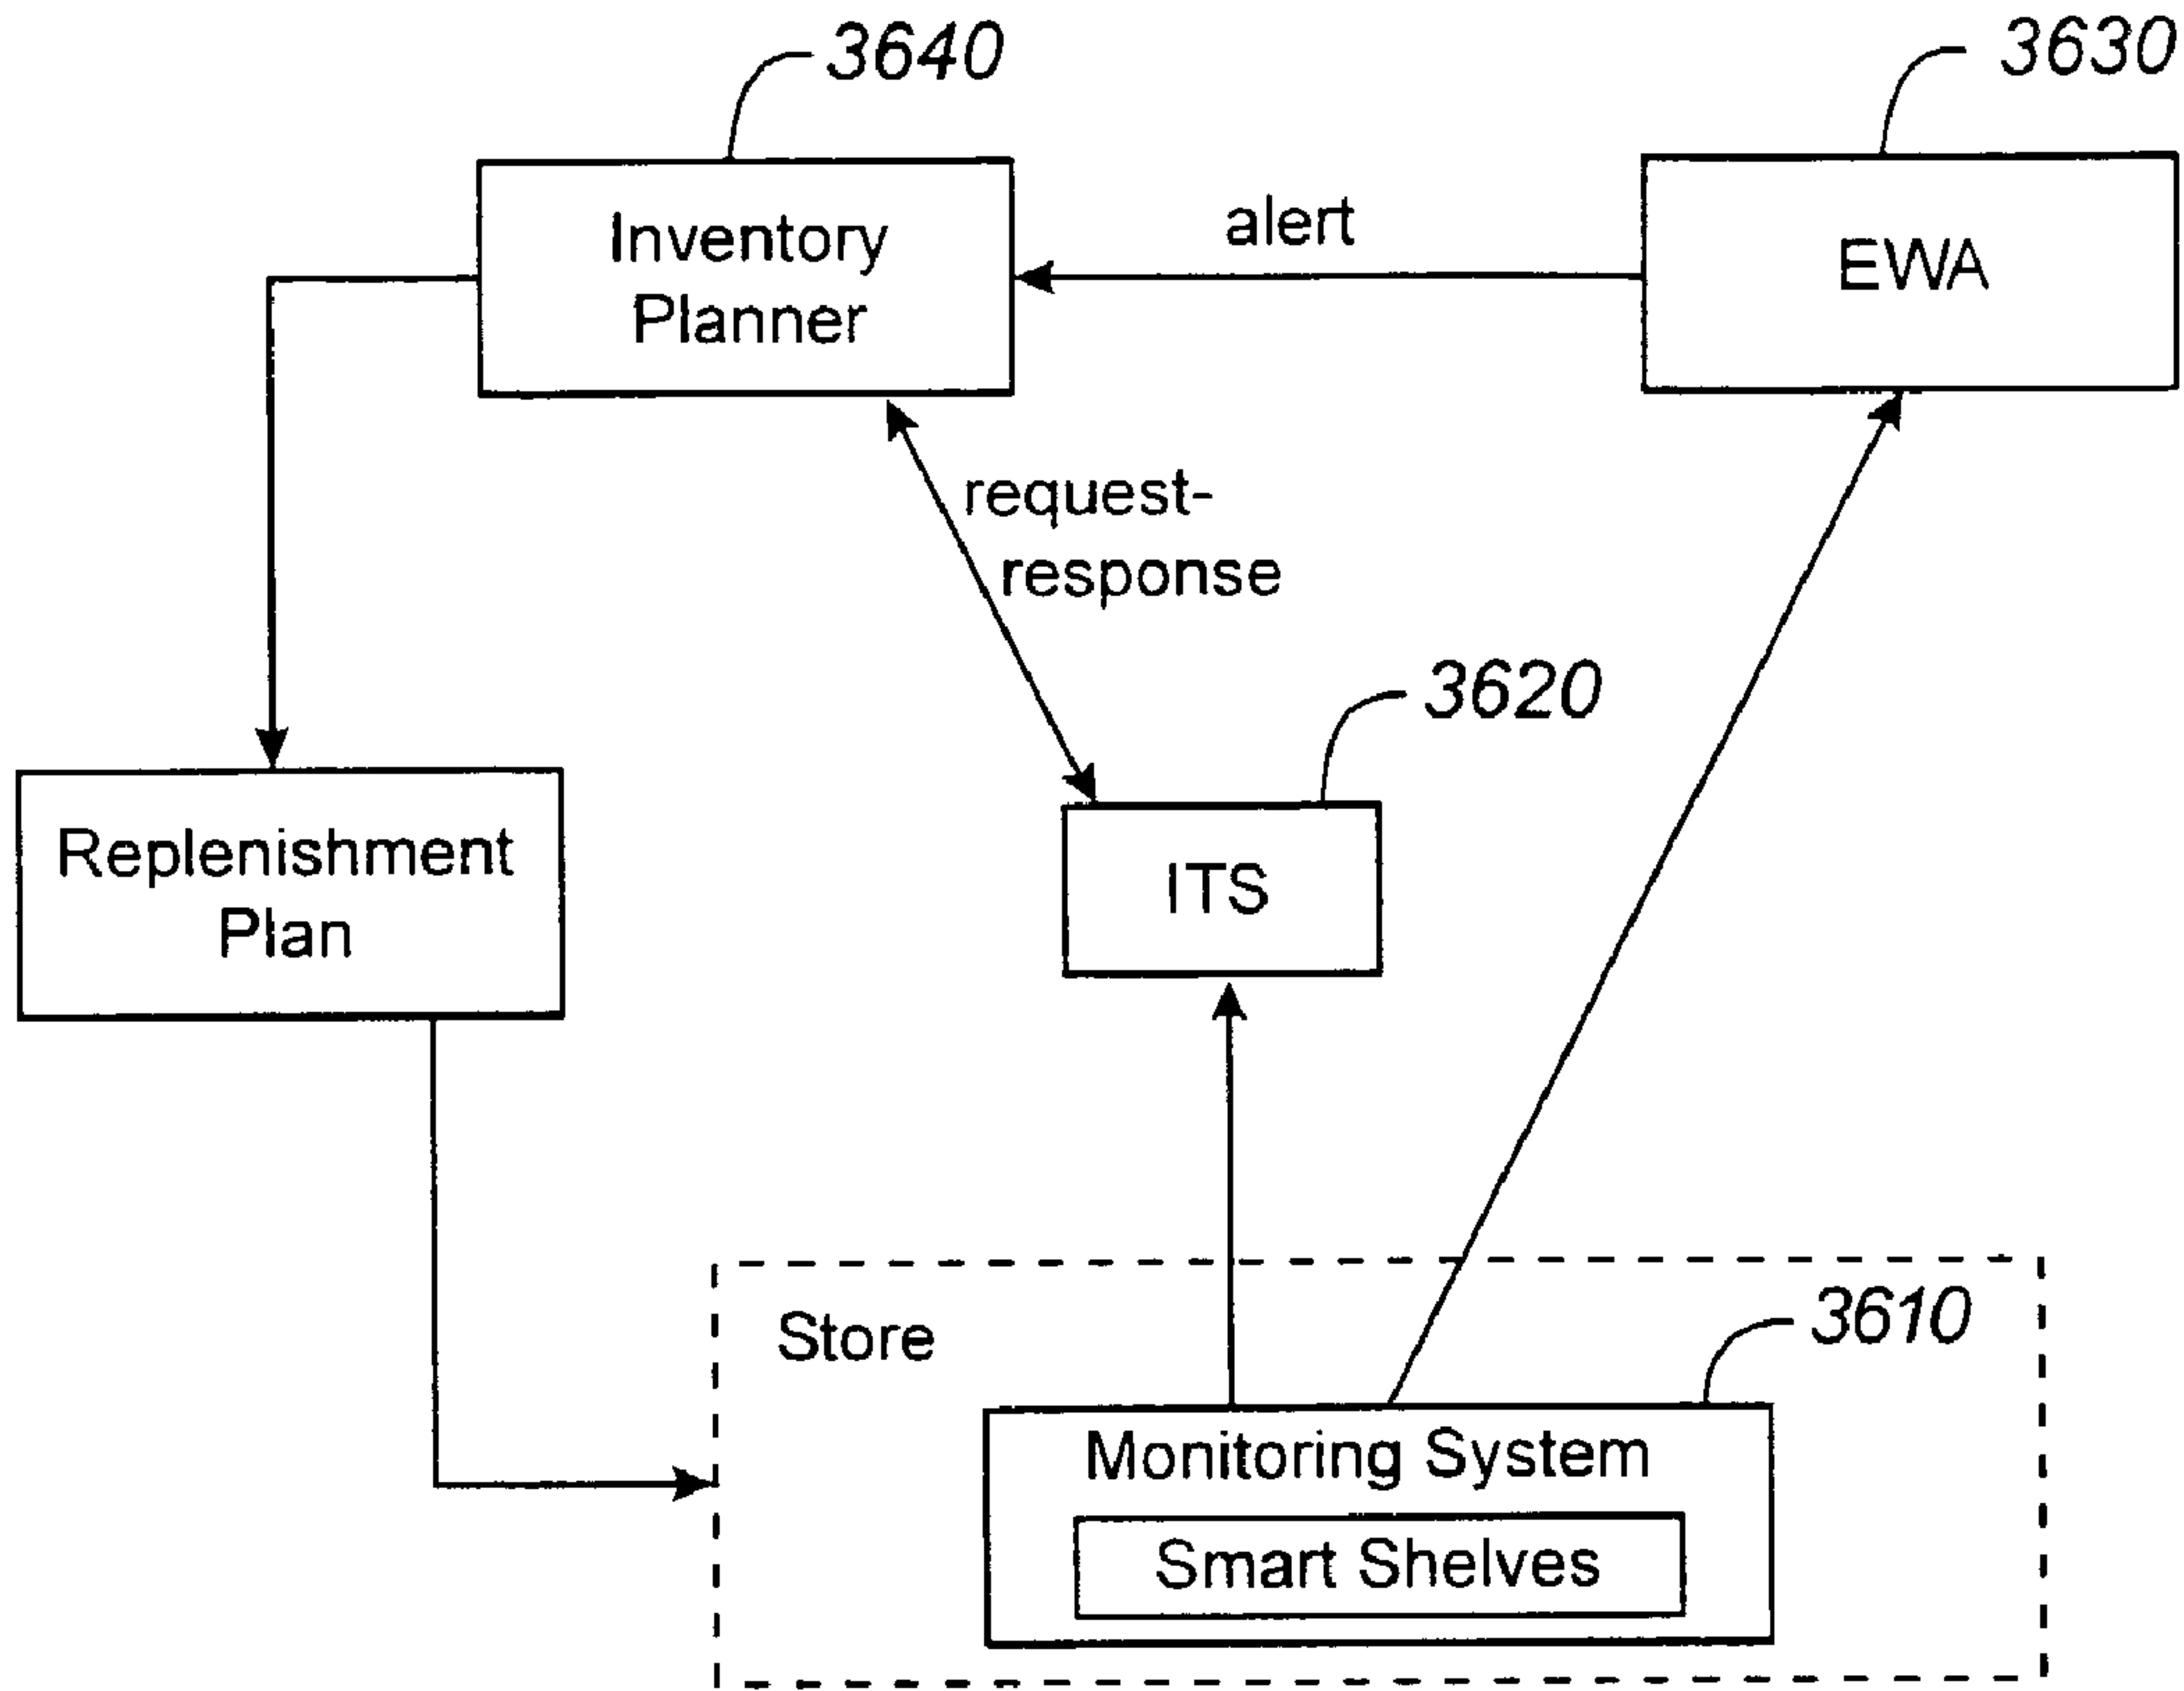 3640
3630
Inventory
Planner
alert
EWA
request-
response
3620
Replenishment
Plan
ITS
Store
3610
Monitoring System
Smart Shelves